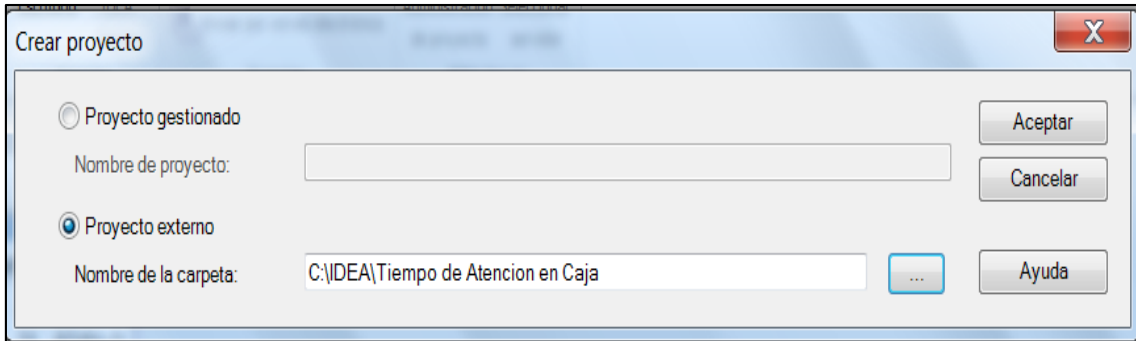 Crear proyecto
X
Proyecto gestionado
Aceptar
Nombre de proyecto:
Cancelar
Proyecto externo
Nombre de la carpeta: C:\IDEA\Tiempo de Atencion en Caja ... Ayuda